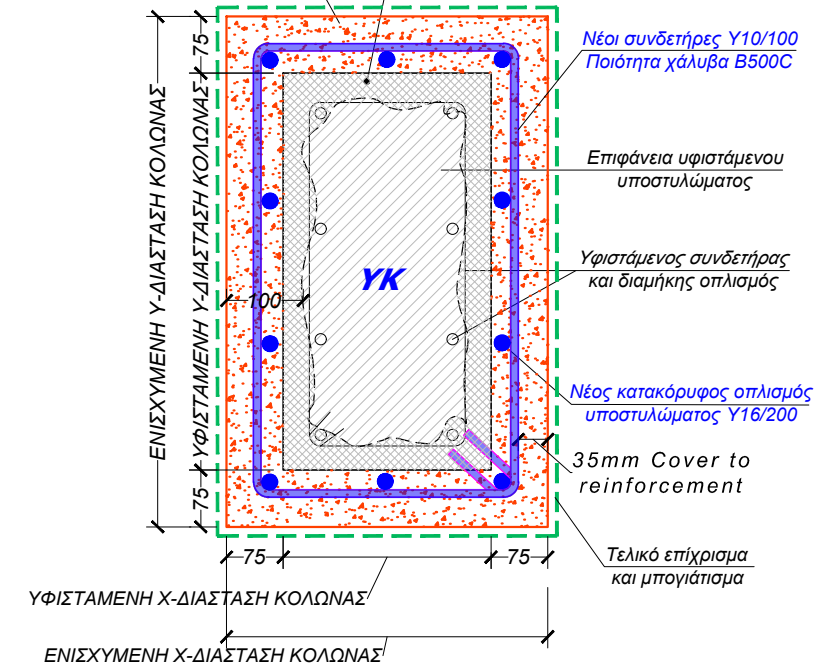 Νέοι συνδετήρες Υ10/100
Ποιότητα χάλυβα B500C
Επιφάνεια υφιστάμενου
υποστυλώματος
Υφιστάμενος συνδετήρας
και διαμήκης οπλισμός
Νέος κατακόρυφος οπλισμός
υποστυλώματος Υ16/200
35mm Cover to
reinforcement
Τελικό επίχρισμα
και μπογιάτισμα
ΥΚ
100
75
75
ΕΝΙΣΧΥΜΕΝΗ Υ-ΔΙΑΣΤΑΣΗ ΚΟΛΩΝΑΣ
ΥΦΙΣΤΑΜΕΝΗ Υ-ΔΙΑΣΤΑΣΗ ΚΟΛΩΝΑΣ
75
75
ΥΦΙΣΤΑΜΕΝΗ Χ-ΔΙΑΣΤΑΣΗ ΚΟΛΩΝΑΣ
ΕΝΙΣΧΥΜΕΝΗ Χ-ΔΙΑΣΤΑΣΗ ΚΟΛΩΝΑΣ